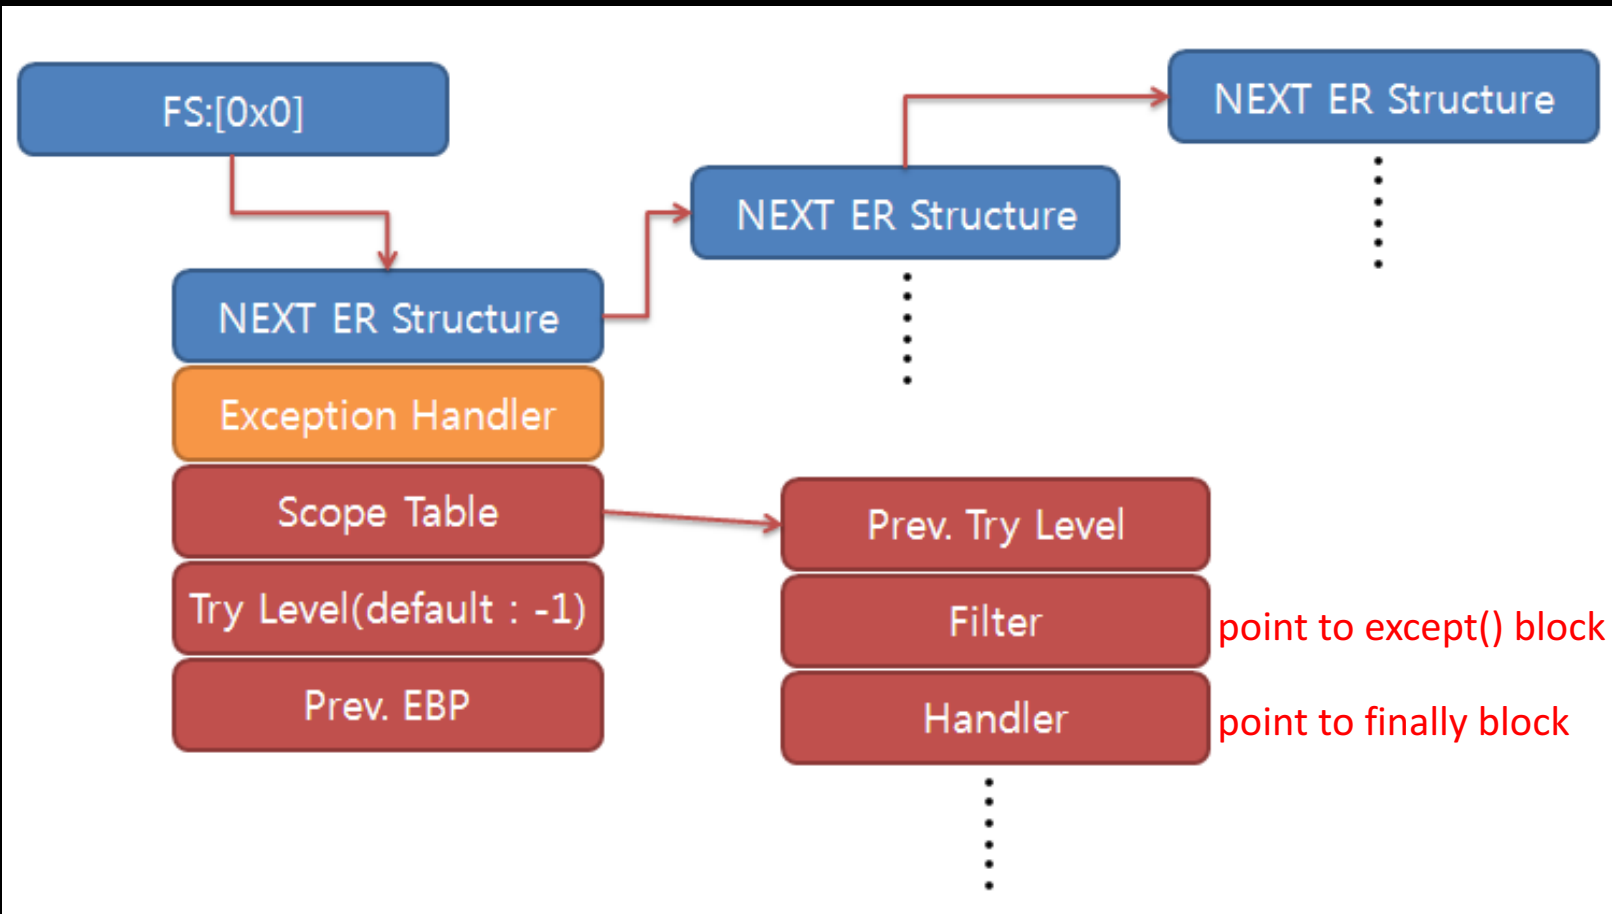 FS:[0x0]
NEXT ER Structure
NEXT ER Structure
NEXT ER Structure
Exception Handler
Scope Table
Try Level(default : -1)
Prev. EBP
Prev. Try Level
Filter
point to except() block
Handler
point to finally block